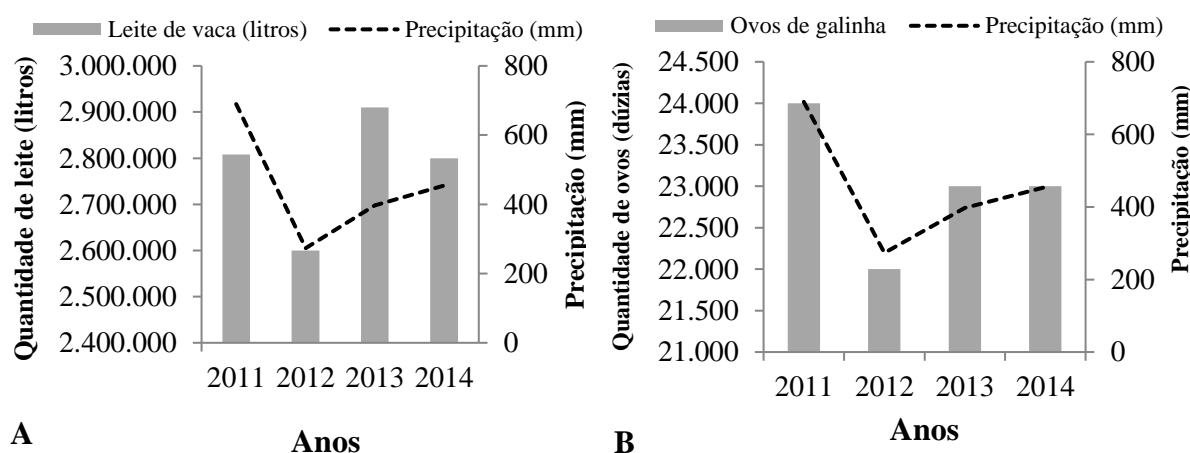 Leite de vaca (litros) Precipitação (mm)
Quantidade de leite (litros)
3.000.000
2.900.000
2.800.000
2.700.000
2.600.000
2.500.000
2.400.000
800
600
400
200
0
Precipitação (mm)
2011 2012 2013 2014
Anos
A
Ovos de galinha Precipitação (mm)
Quantidade de ovos (dúzias)
24.500
24.000
23.500
23.000
22.500
22.000
21.500
21.000
800
600
400
200
0
Precipitação (mm)
2011 2012 2013 2014
Anos
B